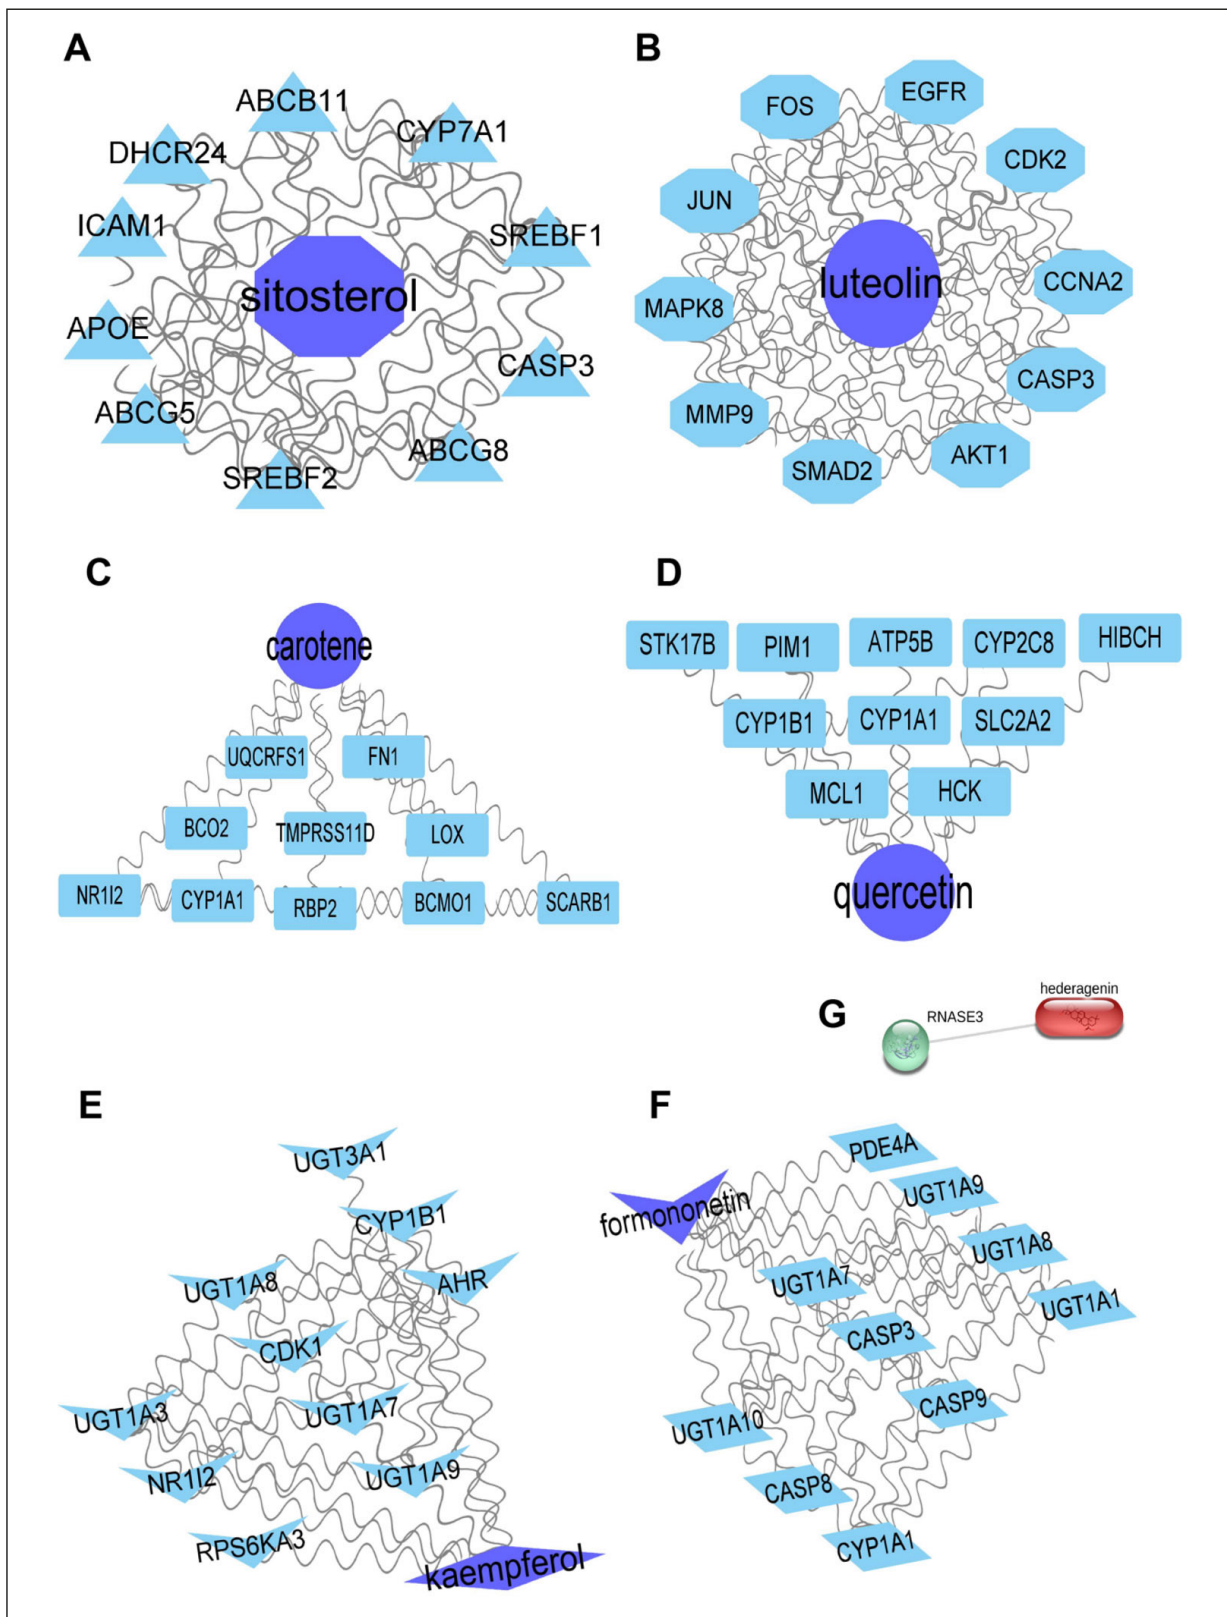 A
ABCB11
CYP7A1
DHCR24
ICAM1
SREBF1
sitosterol
APOE
CASP3
ABCG5
ABCG8
SREBF2
B
FOS
EGFR
CDK2
JUN
luteolin
CCNA2
MAPK8
CASP3
MMP9
AKT1
SMAD2
C
carotene
UQCRFS1
FN1
BCO2
TMPRSS11D
LOX
NR1I2
CYP1A1
RBP2
BCMO1
SCARB1
D
STK17B
PIM1
ATP5B
CYP2C8
HIBCH
CYP1B1
CYP1A1
SLC2A2
MCL1
HCK
quercetin
G
RNASE3
hederagenin
E
UGT3A1
CYP1B1
UGT1A8
AHR
CDK1
UGT1A3
UGT1A7
NR1I2
UGT1A9
RPS6KA3
kaempferol
F
PDE4A
formononetin
UGT1A9
UGT1A8
UGT1A7
UGT1A1
CASP3
CASP9
UGT1A10
CASP8
CYP1A1